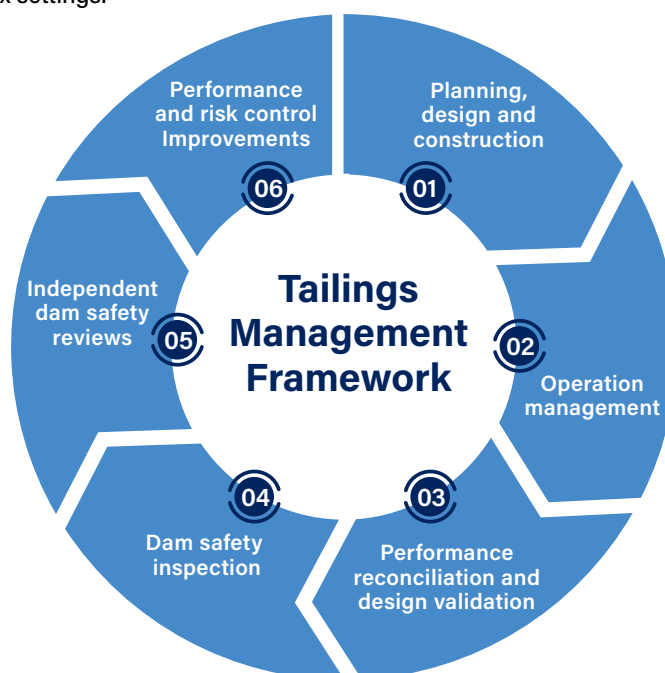 x settings.
Planning,
design and
construction
01
02
Operation
management
03
Performance
reconciliation and
design validation
04
Dam safety
inspection
05
Independent
dam safety
reviews
06
Performance
and risk control
Improvements
Tailings
Management
Framework